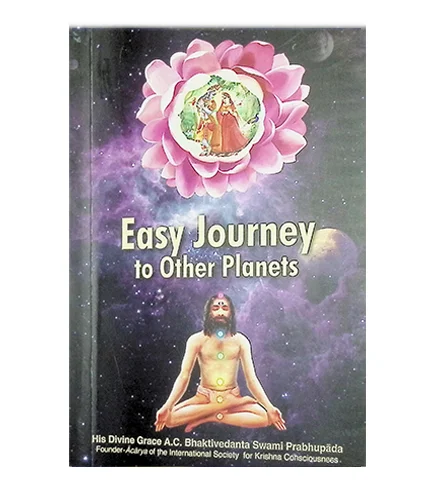 Easy Journey
to Other Planets
His Divine Grace A.C. Bhaktivedanta Swami Prabhupāda
Founder-Ācārya of the International Society for Krishna Consciousness